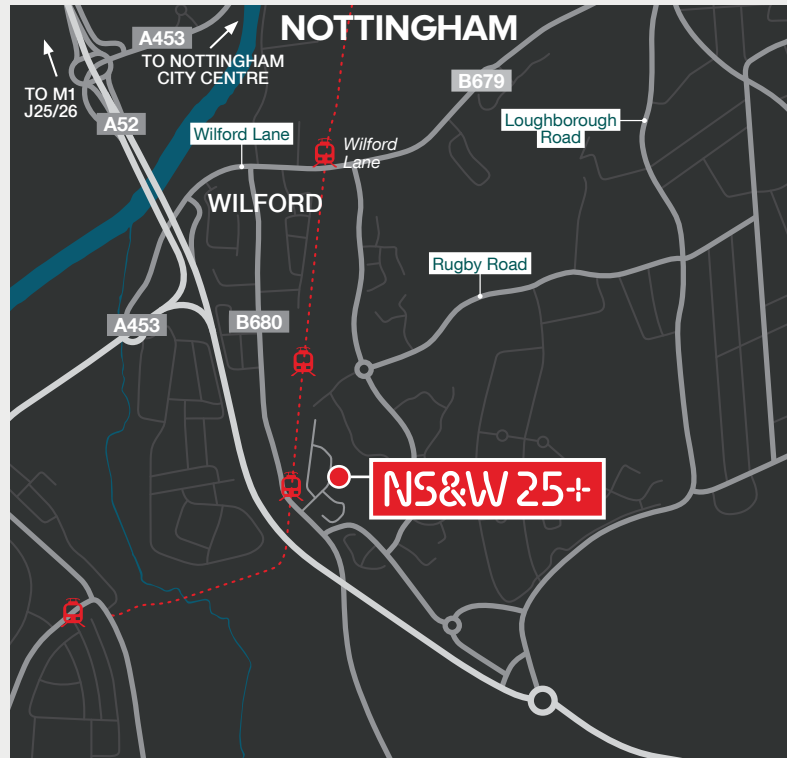 NOTTINGHAM
A453
TO NOTTINGHAM
CITY CENTRE
TO M1
J25/26
B679
A52
Loughborough
Road
Wilford Lane
Wilford
Lane
WILFORD
Rugby Road
A453
B680
NS&W 25+